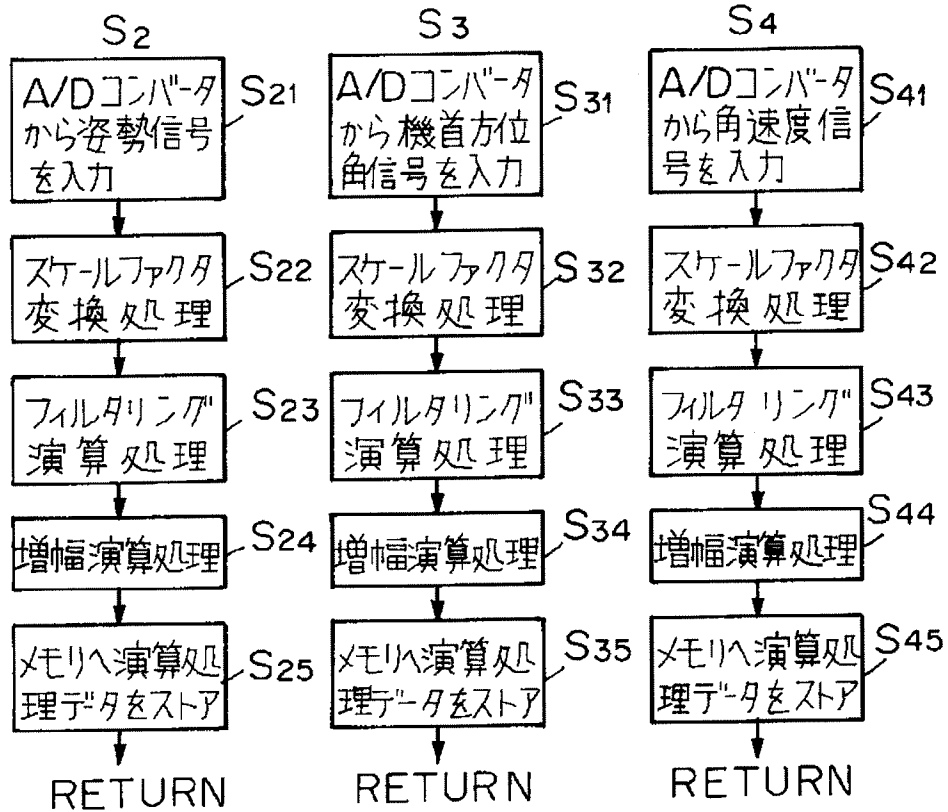 S2
A/Dコンバータ
から姿勢信号
を入力
S21
スケールファクタ
変換処理
S22
フィルタリング
演算処理
S23
増幅演算処理
S24
メモリへ演算処
理データをストア
S25
RETURN
S3
A/Dコンバータ
から機首方位
角信号を入力
S31
スケールファクタ
変換処理
S32
フィルタリング
演算処理
S33
増幅演算処理
S34
メモリへ演算処
理データをストア
S35
RETURN
S4
A/Dコンバータ
から角速度信
号を入力
S41
スケールファクタ
変換処理
S42
フィルタリング
演算処理
S43
増幅演算処理
S44
メモリへ演算処
理データをストア
S45
RETURN